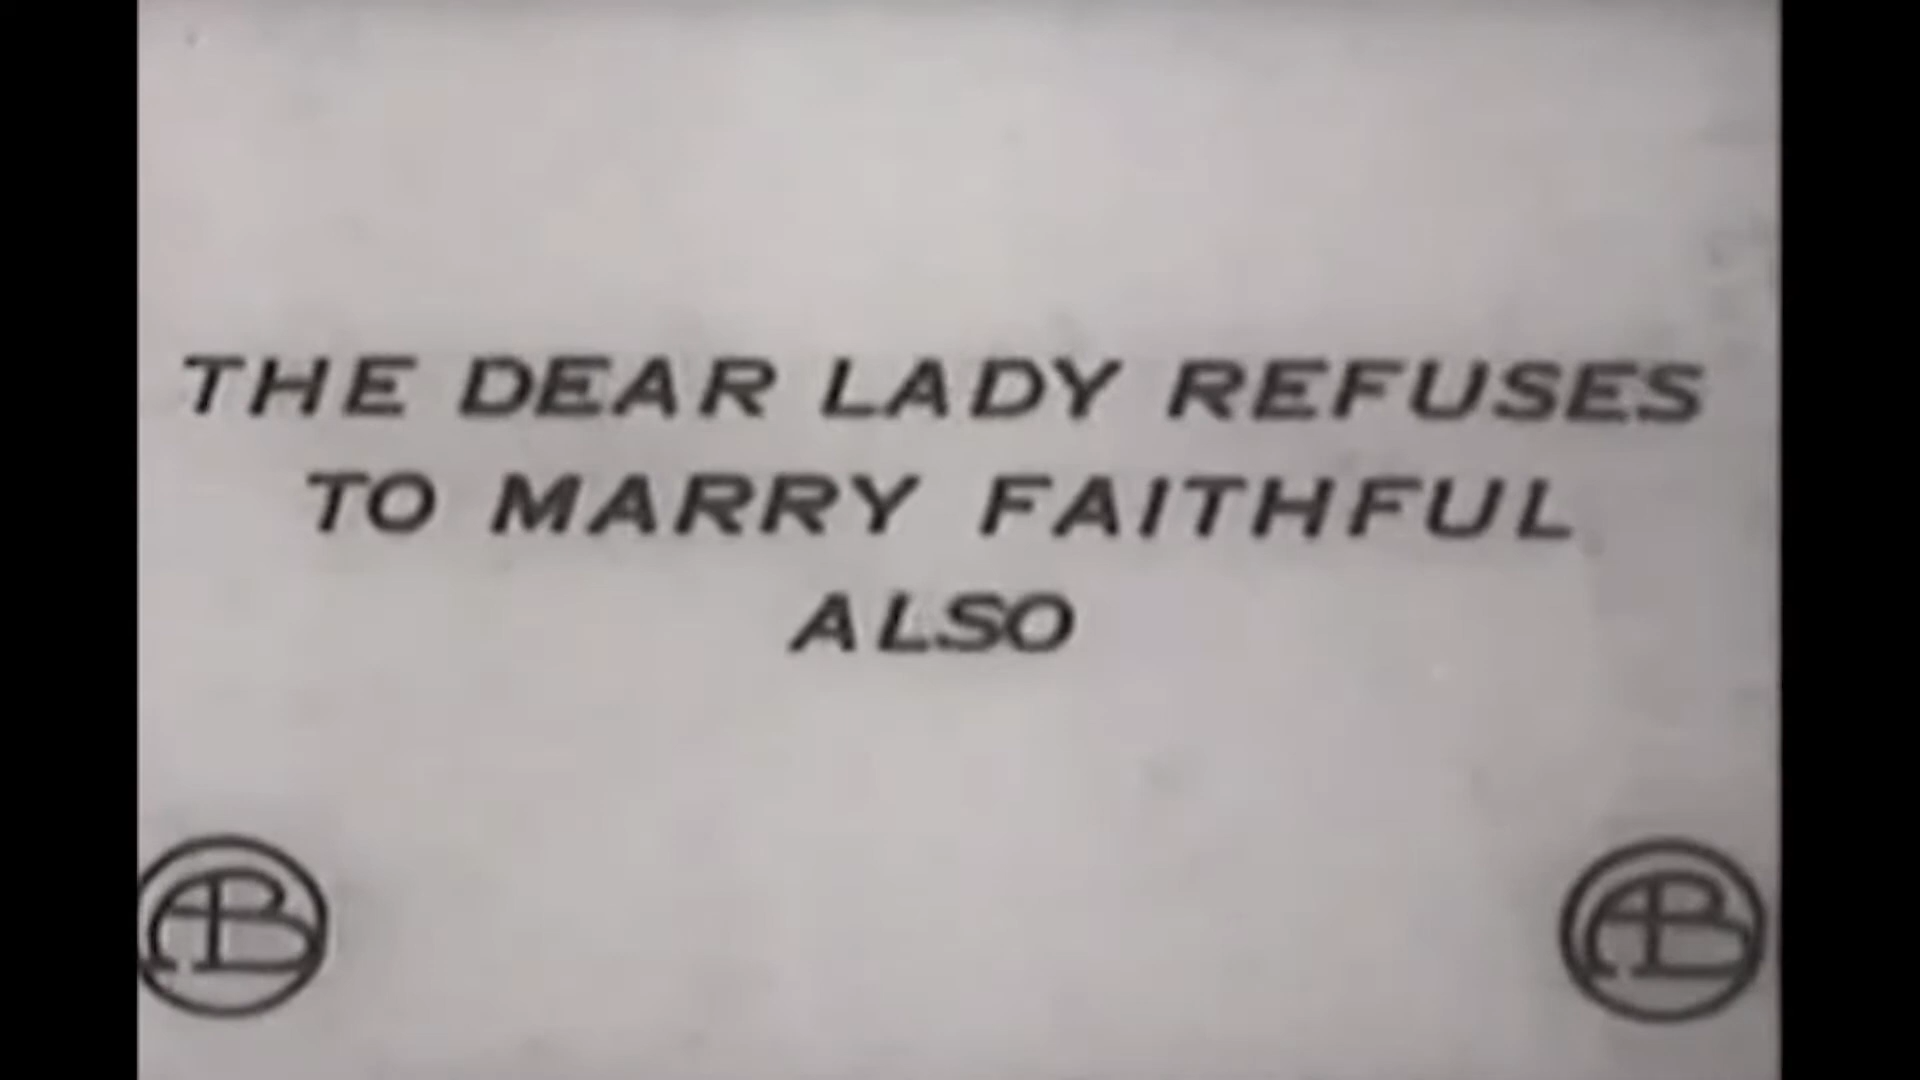 THE DEAR LADY REFUSES
TO MARRY FAITHFUL
ALSO
AB AB